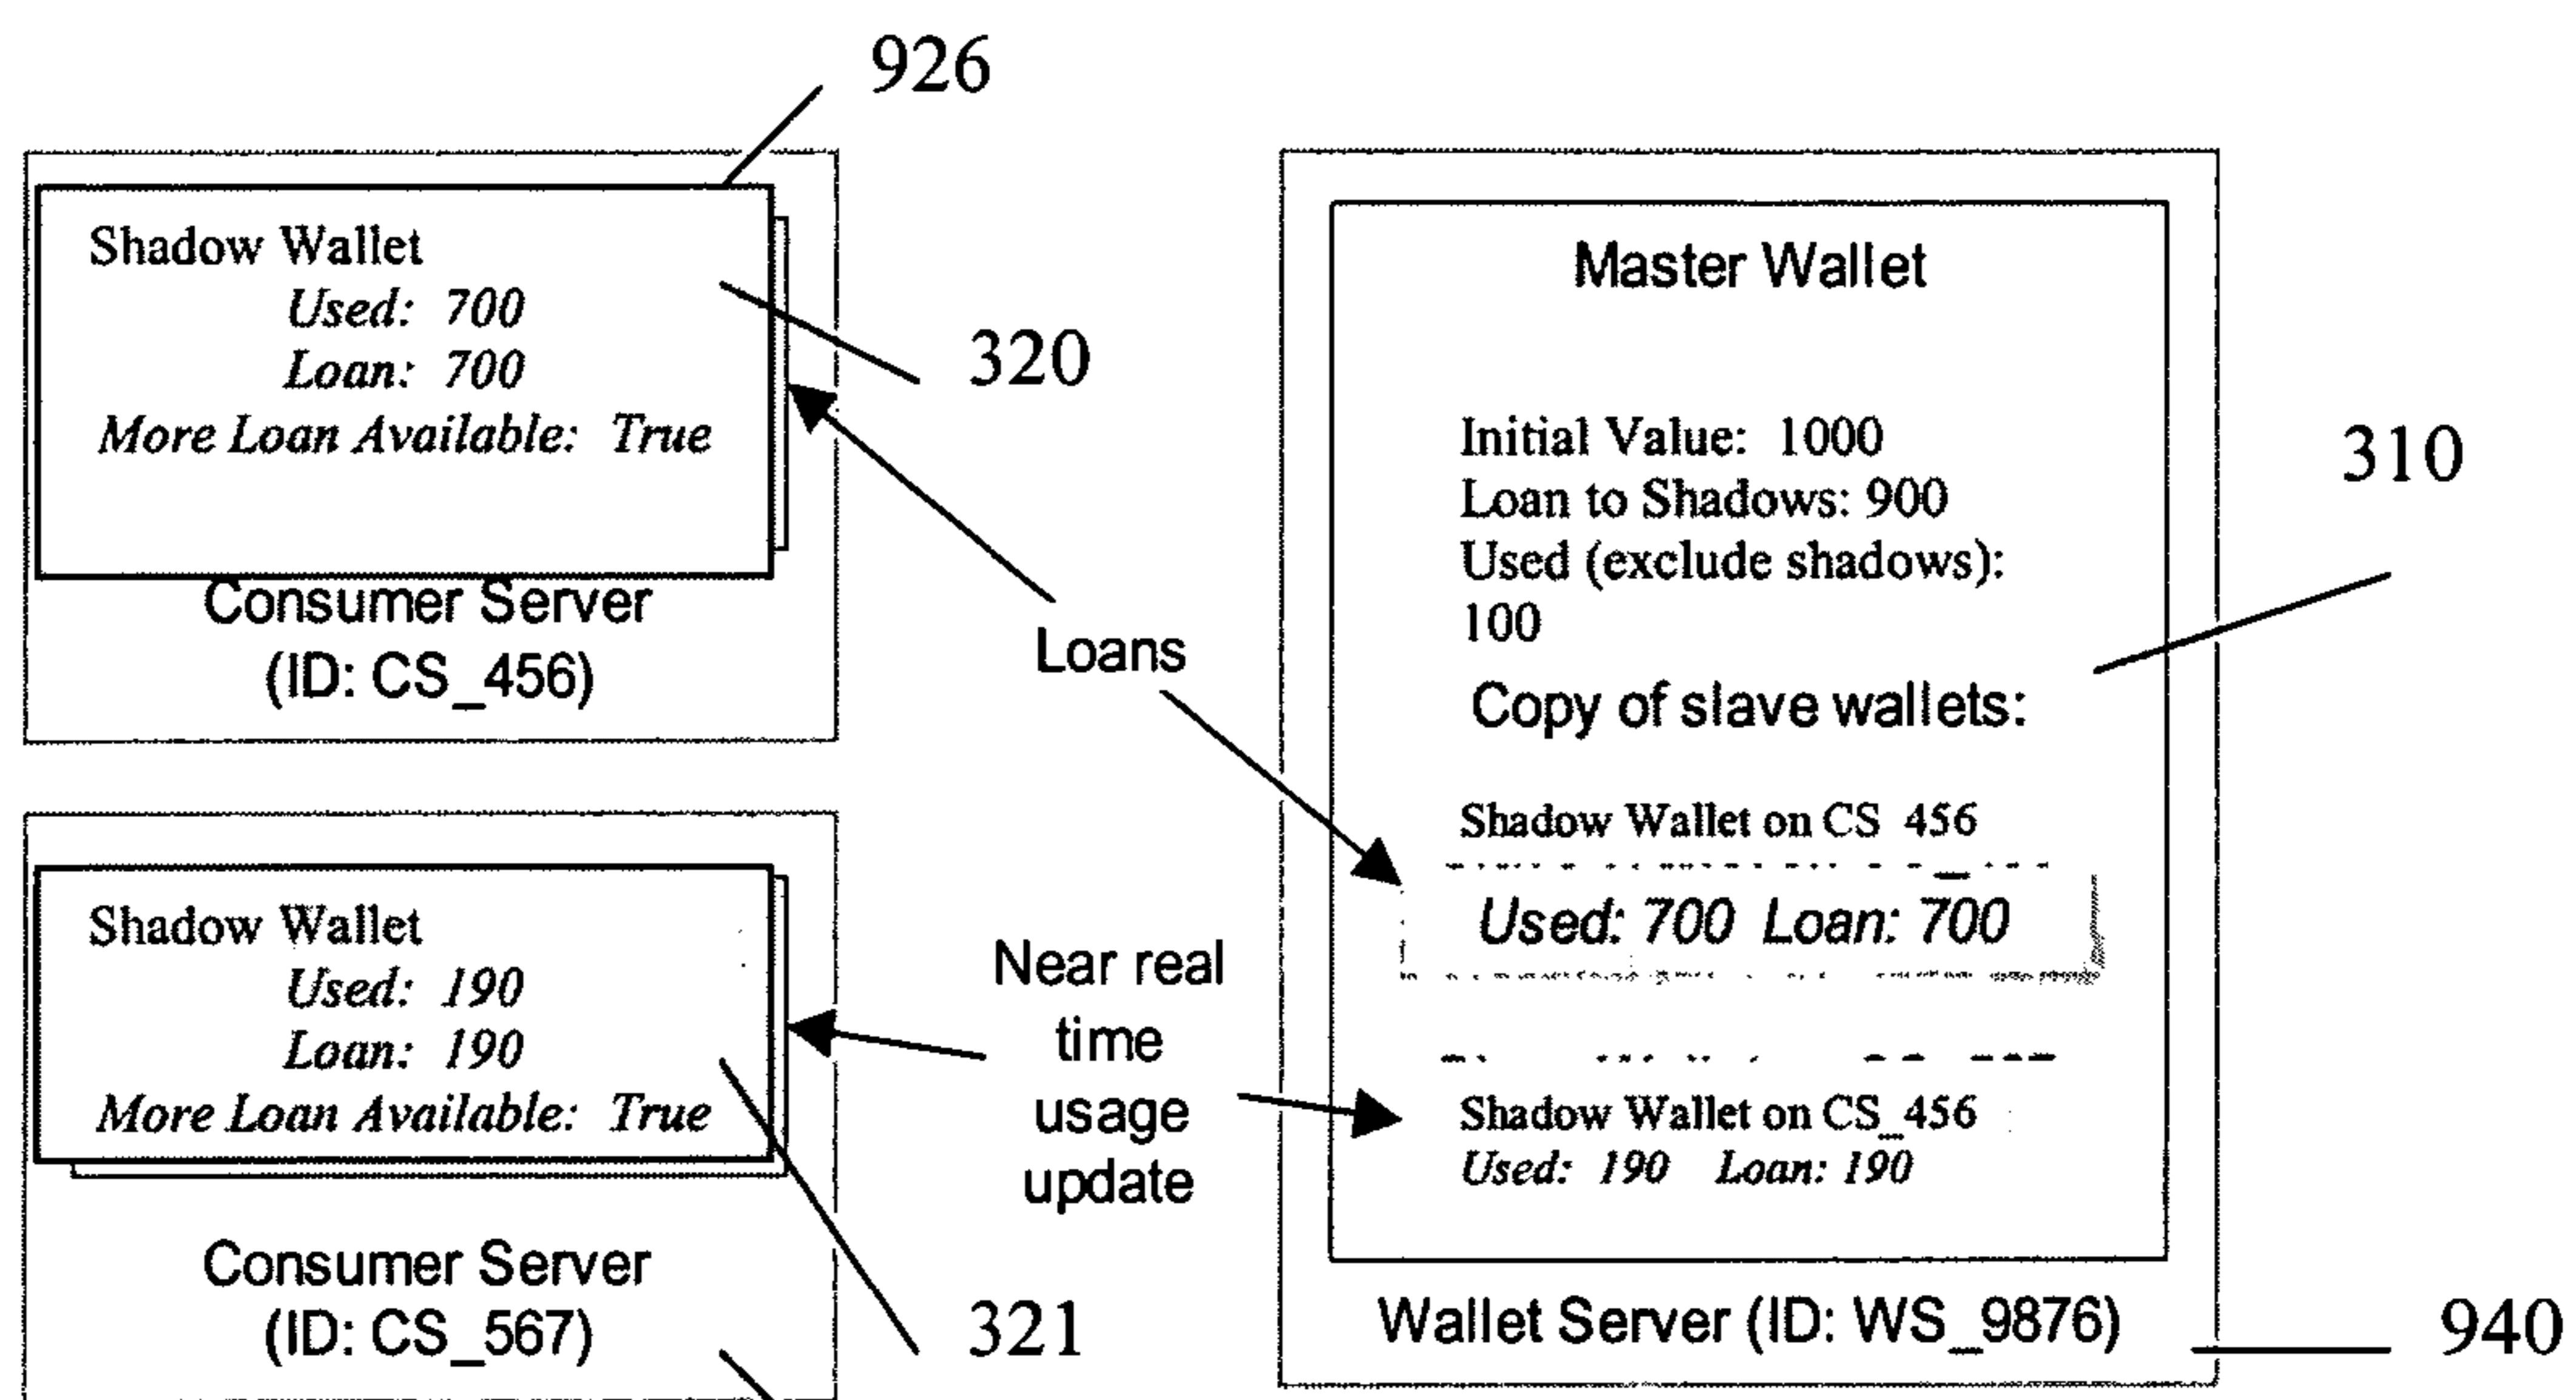 926
Shadow Wallet
Used: 700
Loan: 700
More Loan Available: True
320
Consumer Server
(ID: CS_456)
Shadow Wallet
Used: 190
Loan: 190
More Loan Available: True
Consumer Server
(ID: CS_567)
321
Loans
Near real
time
usage
update
Master Wallet
Initial Value: 1000
Loan to Shadows: 900
Used (exclude shadows):
100
310
Copy of slave wallets:
Shadow Wallet on CS_456
Used: 700 Loan: 700
Shadow Wallet on CS_456
Used: 190 Loan: 190
Wallet Server (ID: WS_9876)
940